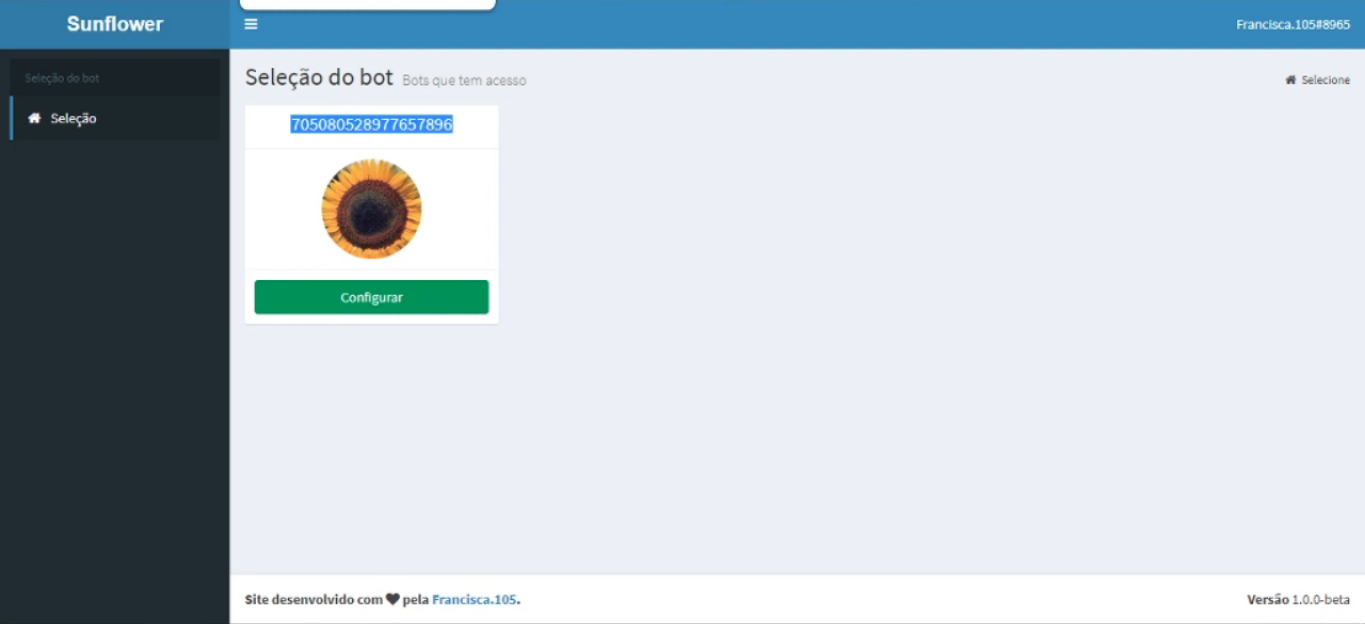 Sunflower
Francisca.105#8965
Seleção do bot
Seleção
Seleção do bot Bots que tem acesso
Selecione
705080528977657896
Configurar
Site desenvolvido com ♥ pela Francisca.105.
Versão 1.0.0-beta